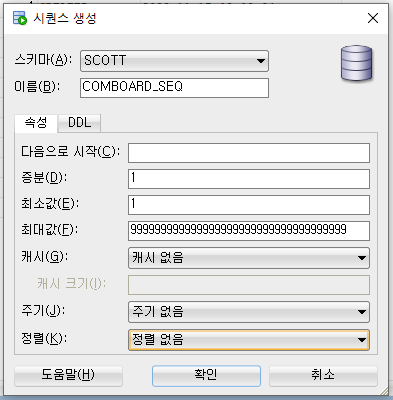 시퀀스 생성
스키마(A): SCOTT
이름(B): COMBOARD_SEQ
속성 DDL
다음으로 시작(C):
증분(D): 1
최소값(E): 1
최대값(F): 999999999999999999999999999999999999
캐시(G): 캐시 없음
캐시 크기(I):
주기(J): 주기 없음
정렬(K): 정렬 없음
도움말(H) 확인 취소